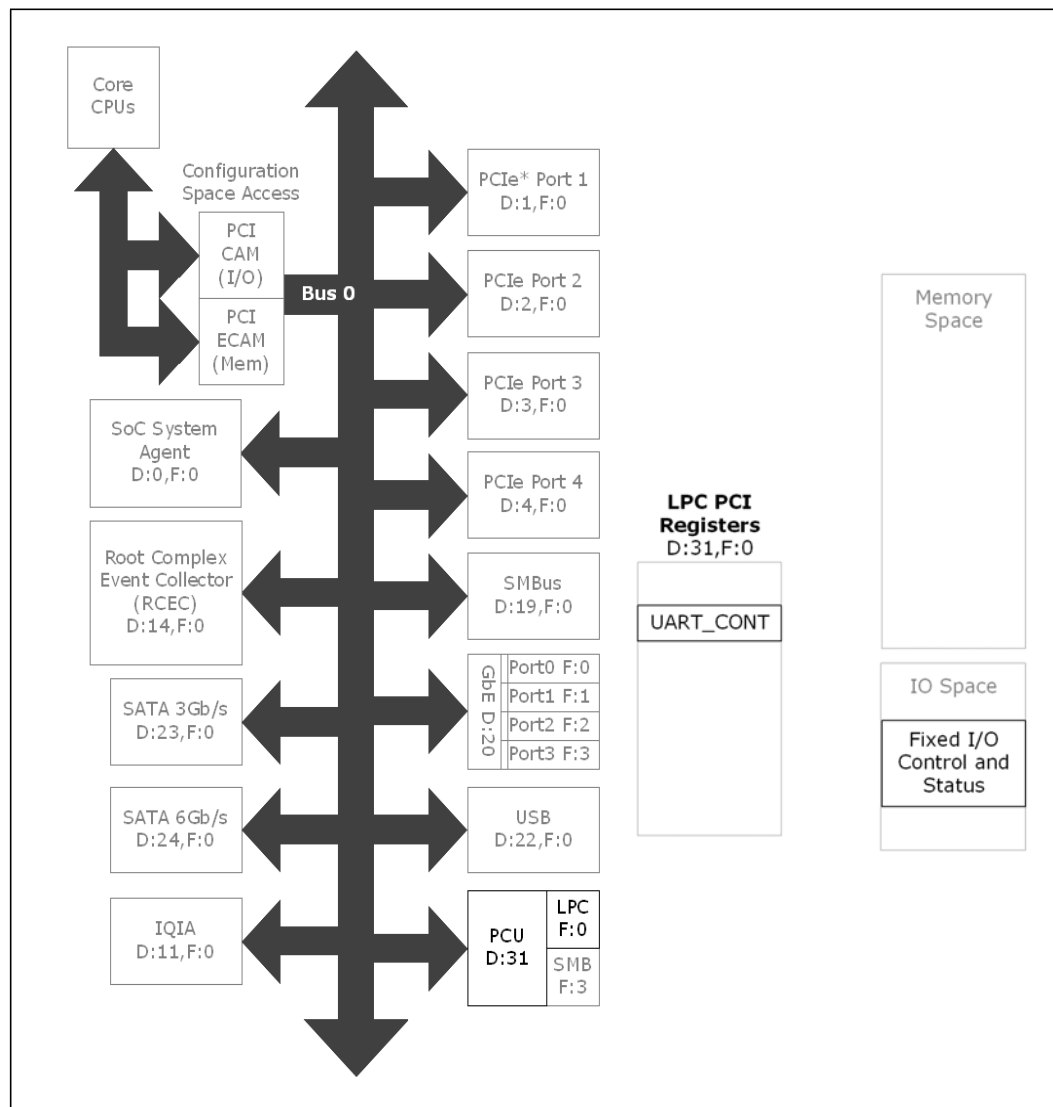 Core
CPUs
Configuration
Space Access
PCI
CAM
(I/O)
PCI
ECAM
(Mem)
Bus 0
SoC System
Agent
D:0,F:0
Root Complex
Event Collector
(RCEC)
D:14,F:0
SATA 3Gb/s
D:23,F:0
SATA 6Gb/s
D:24,F:0
IQIA
D:11,F:0
PCIe* Port 1
D:1,F:0
PCIe Port 2
D:2,F:0
PCIe Port 3
D:3,F:0
PCIe Port 4
D:4,F:0
SMBus
D:19,F:0
GbE D:20
Port0 F:0
Port1 F:1
Port2 F:2
Port3 F:3
USB
D:22,F:0
PCU
D:31
LPC
F:0
SMB
F:3
LPC PCI
Registers
D:31,F:0
UART_CONT
Memory
Space
IO Space
Fixed I/O
Control and
Status